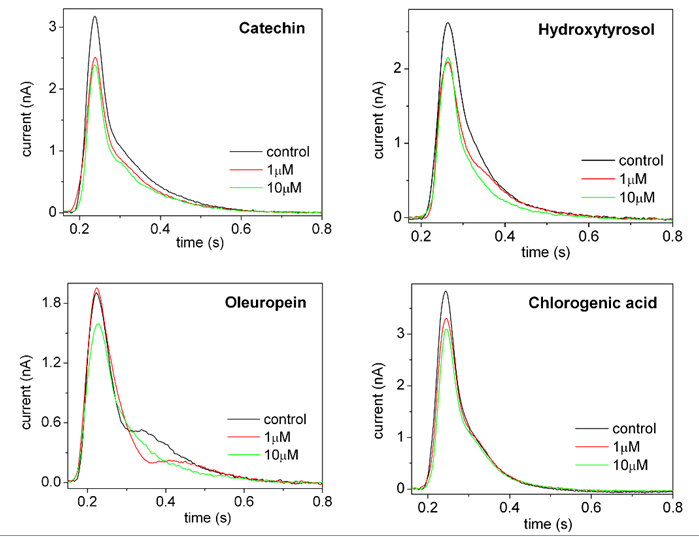 Catechin
3
2
1
0
current (nA)
control
1μM
10μM
0.2
0.4
0.6
0.8
time (s)
Hydroxytyrosol
2
1
0
current (nA)
control
1μM
10μM
0.2
0.4
0.6
0.8
time (s)
Oleuropein
1.8
1.2
0.6
0.0
current (nA)
control
1μM
10μM
0.2
0.4
0.6
0.8
time (s)
Chlorogenic acid
3
2
1
0
current (nA)
control
1μM
10μM
0.2
0.4
0.6
0.8
time (s)